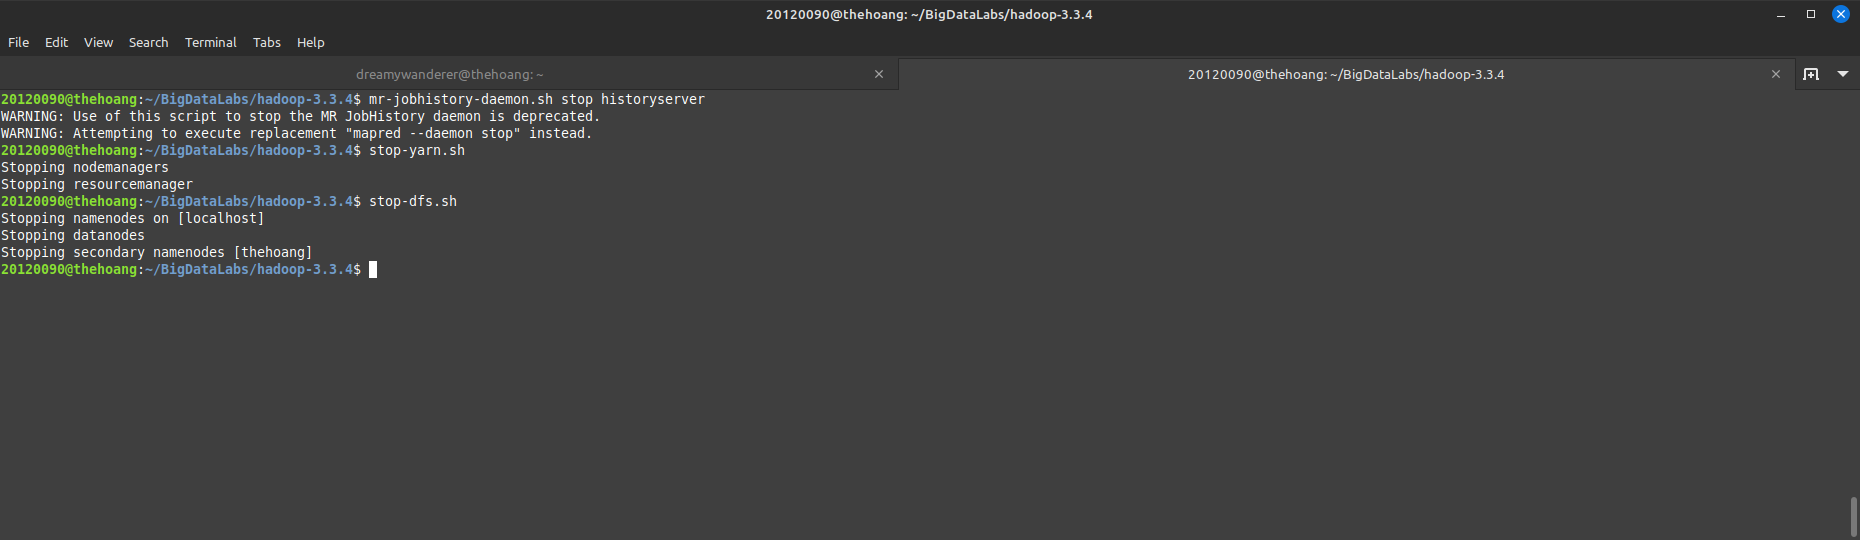 20120090@thehoang: ~/BigDataLabs/hadoop-3.3.4
File Edit View Search Terminal Tabs Help
dreamywanderer@thehoang: ~
20120090@thehoang: ~/BigDataLabs/hadoop-3.3.4
20120090@thehoang:~/BigDataLabs/hadoop-3.3.4$ mr-jobhistory-daemon.sh stop historyserver
WARNING: Use of this script to stop the MR JobHistory daemon is deprecated.
WARNING: Attempting to execute replacement "mapred --daemon stop" instead.
20120090@thehoang:~/BigDataLabs/hadoop-3.3.4$ stop-yarn.sh
Stopping nodemanagers
Stopping resourcemanager
20120090@thehoang:~/BigDataLabs/hadoop-3.3.4$ stop-dfs.sh
Stopping namenodes on [localhost]
Stopping datanodes
Stopping secondary namenodes [thehoang]
20120090@thehoang:~/BigDataLabs/hadoop-3.3.4$